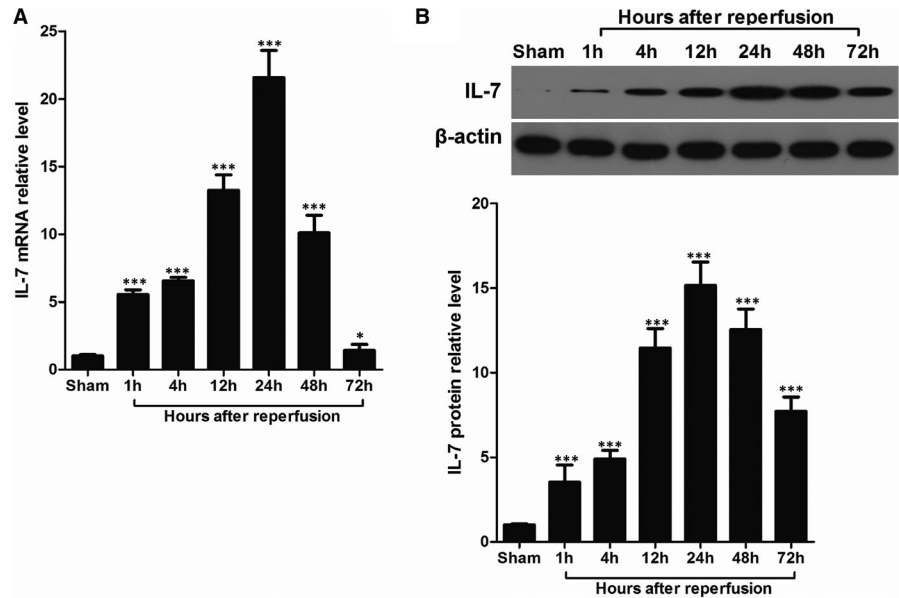 A
IL-7 mRNA relative level
25
20
15
10
5
0
***
***
***
***
***
*
Sham 1h 4h 12h 24h 48h 72h
Hours after reperfusion
B
Hours after reperfusion
Sham 1h 4h 12h 24h 48h 72h
IL-7
β-actin
IL-7 protein relative level
20
15
10
5
0
***
***
***
***
***
***
Sham 1h 4h 12h 24h 48h 72h
Hours after reperfusion